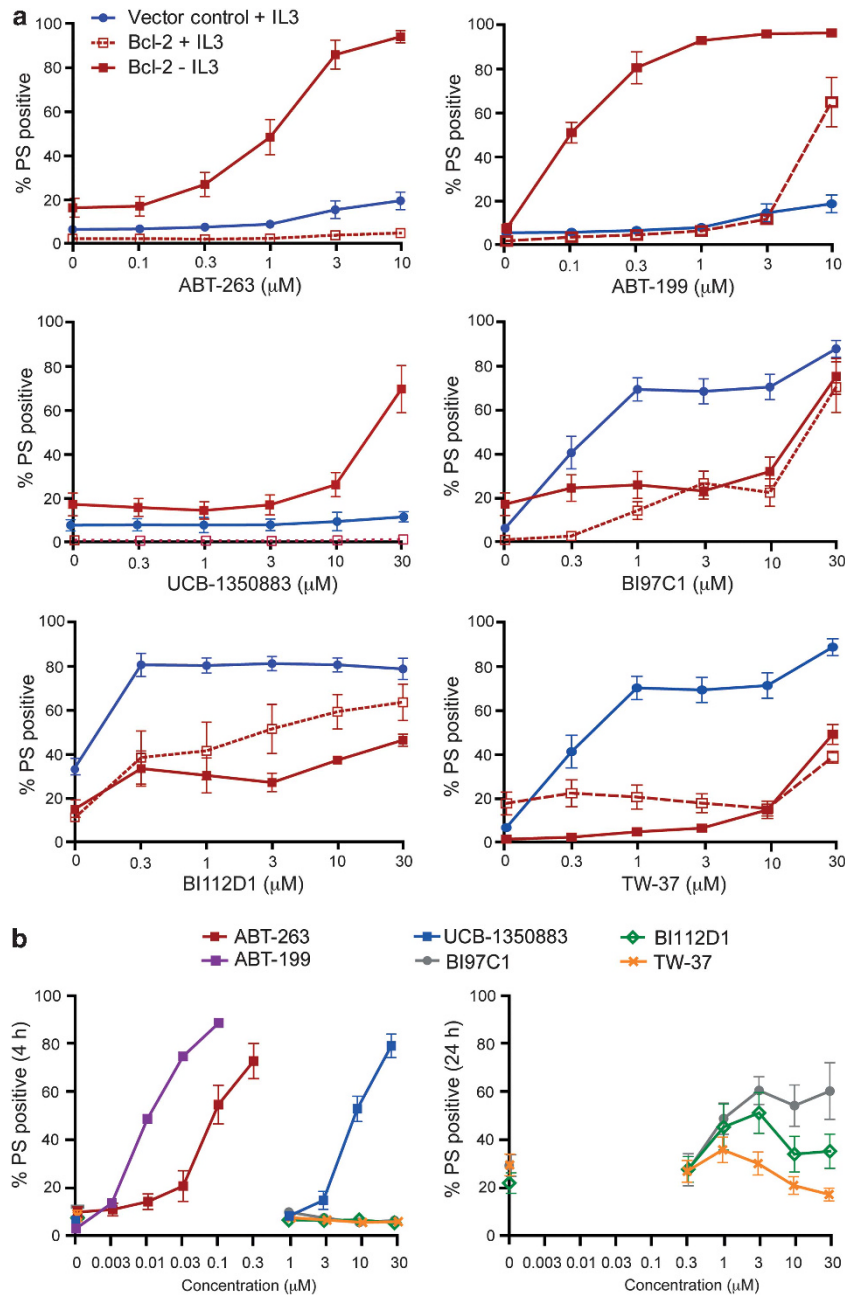 a
Vector control + IL3
Bcl-2 + IL3
Bcl-2 - IL3
% PS positive
100
80
60
40
20
0
0 0.1 0.3 1 3 10
ABT-263 (μM)
% PS positive
100
80
60
40
20
0
0 0.1 0.3 1 3 10
ABT-199 (μM)
% PS positive
100
80
60
40
20
0
0 0.3 1 3 10 30
UCB-1350883 (μM)
% PS positive
100
80
60
40
20
0
0 0.3 1 3 10 30
BI97C1 (μM)
% PS positive
100
80
60
40
20
0
0 0.3 1 3 10 30
BI112D1 (μM)
% PS positive
100
80
60
40
20
0
0 0.3 1 3 10 30
TW-37 (μM)
b
ABT-263 UCB-1350883 BI112D1
ABT-199 BI97C1 TW-37
% PS positive (4 h)
100
80
60
40
20
0
0 0.003 0.01 0.03 0.1 0.3 1 3 10 30
Concentration (μM)
% PS positive (24 h)
100
80
60
40
20
0
0 0.003 0.01 0.03 0.1 0.3 1 3 10 30
Concentration (μM)